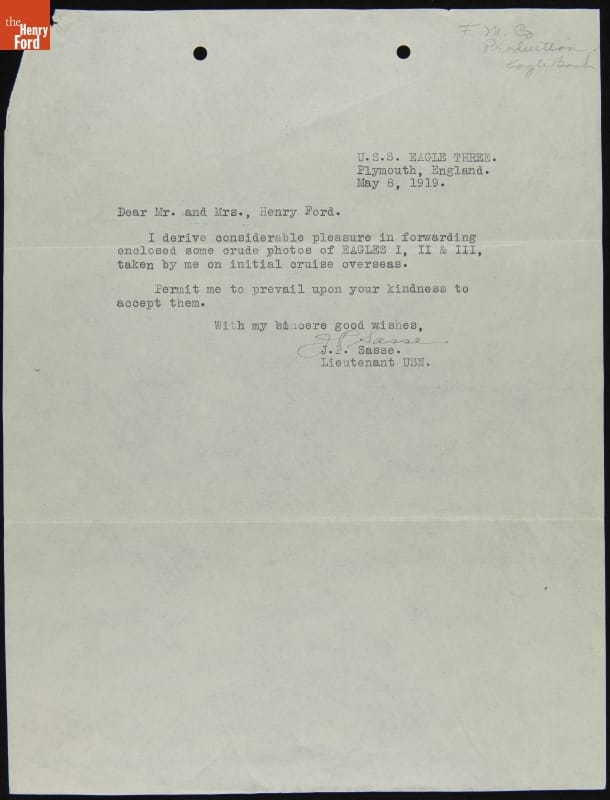 the
Henry
Ford
F. M. Co
Production
Eagle Boats
U.S.S. EAGLE THREE.
Plymouth, England.
May 8, 1919.
Dear Mr. and Mrs., Henry Ford.
I derive considerable pleasure in forwarding
enclosed some crude photos of EAGLES I, II & III,
taken by me on initial cruise overseas.
Permit me to prevail upon your kindness to
accept them.
With my sincere good wishes,
J P Sasse
J.P. Sasse.
Lieutenant USN.